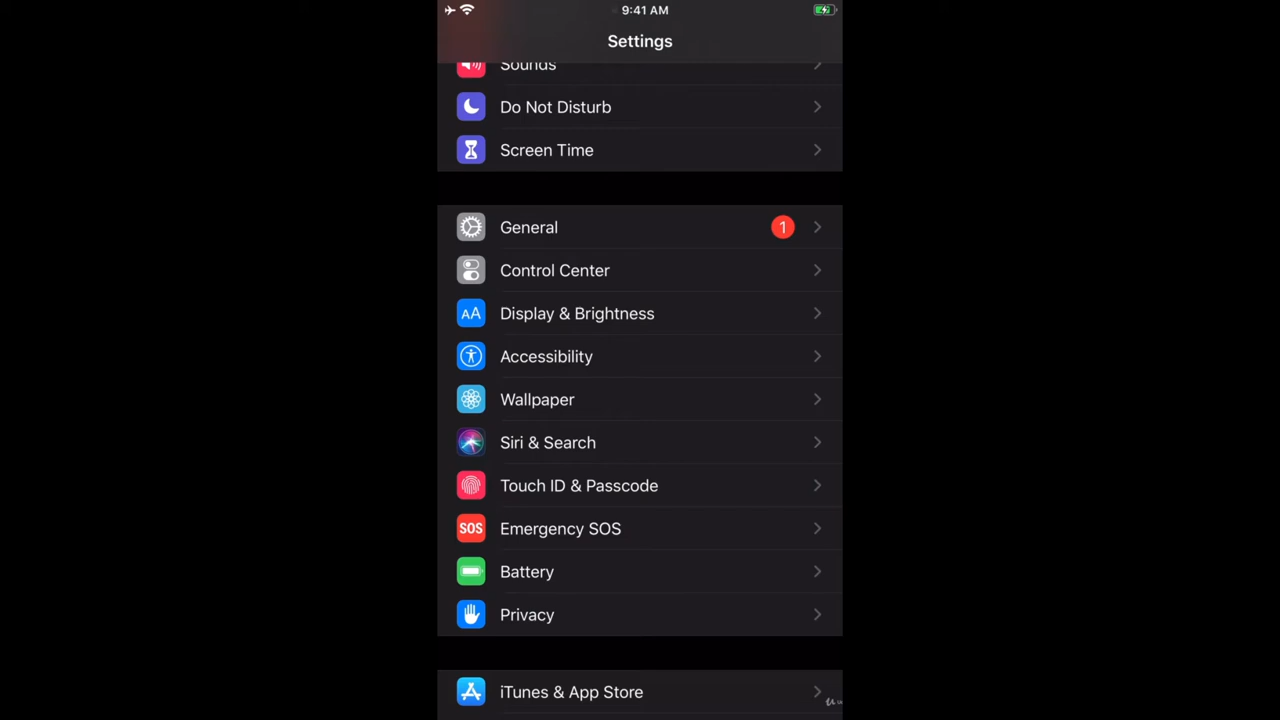 9:41 AM
Settings
Sounds
Do Not Disturb
Screen Time
General 1
Control Center
AA Display & Brightness
Accessibility
Wallpaper
Siri & Search
Touch ID & Passcode
SOS Emergency SOS
Battery
Privacy
iTunes & App Store